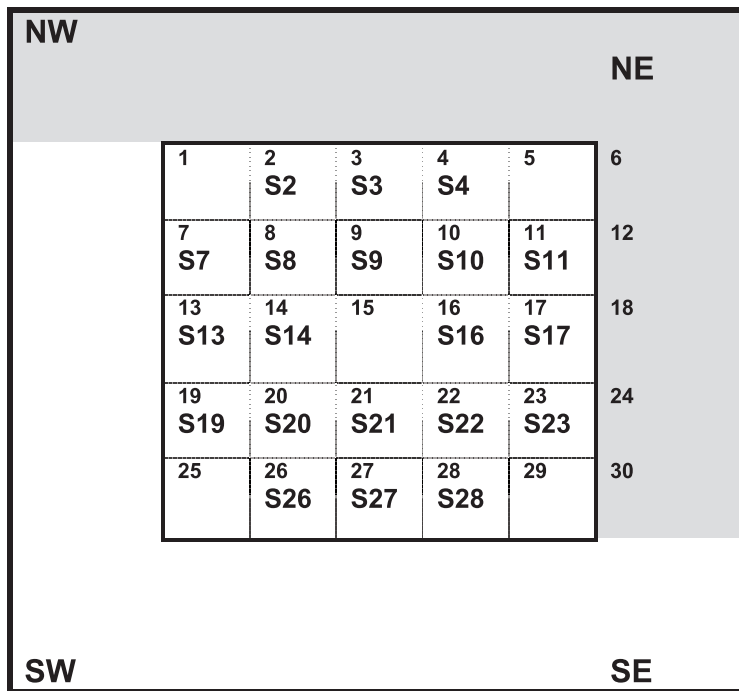 NW
NE
1 2 3 4 5 6
S2 S3 S4
7 8 9 10 11 12
S7 S8 S9 S10 S11
13 14 15 16 17 18
S13 S14 S16 S17
19 20 21 22 23 24
S19 S20 S21 S22 S23
25 26 27 28 29 30
S26 S27 S28
SW SE